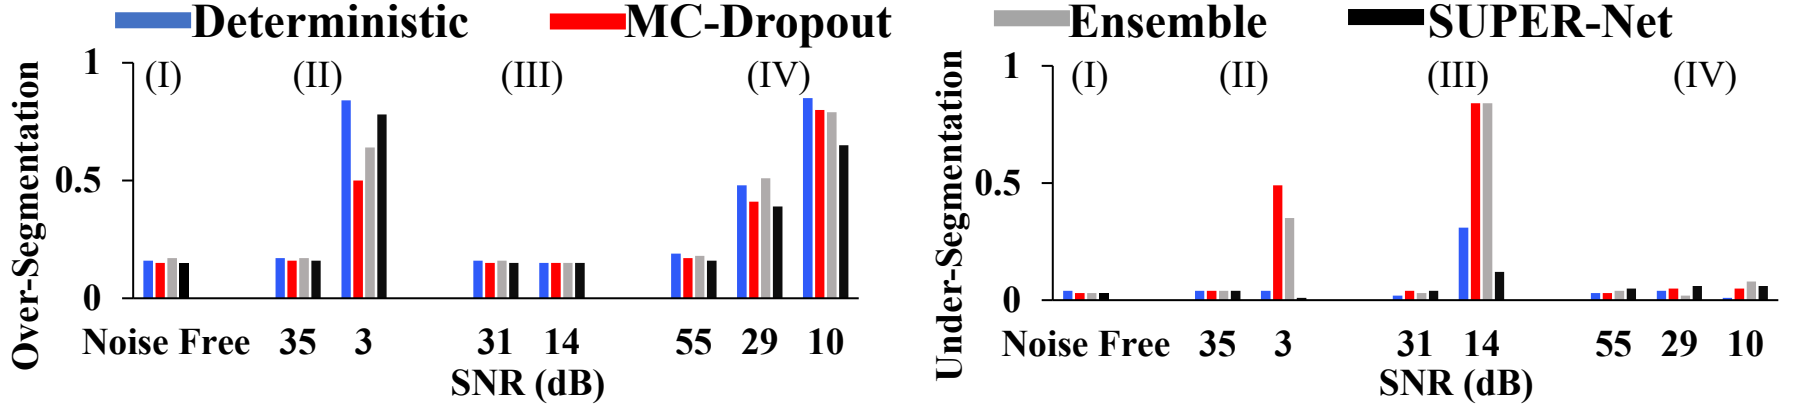 Deterministic MC-Dropout Ensemble SUPER-Net
Over-Segmentation
1
0.5
0
(I) (II) (III) (IV)
Noise Free 35 3 31 14 55 29 10
SNR (dB)
Under-Segmentation
1
0.5
0
(I) (II) (III) (IV)
Noise Free 35 3 31 14 55 29 10
SNR (dB)